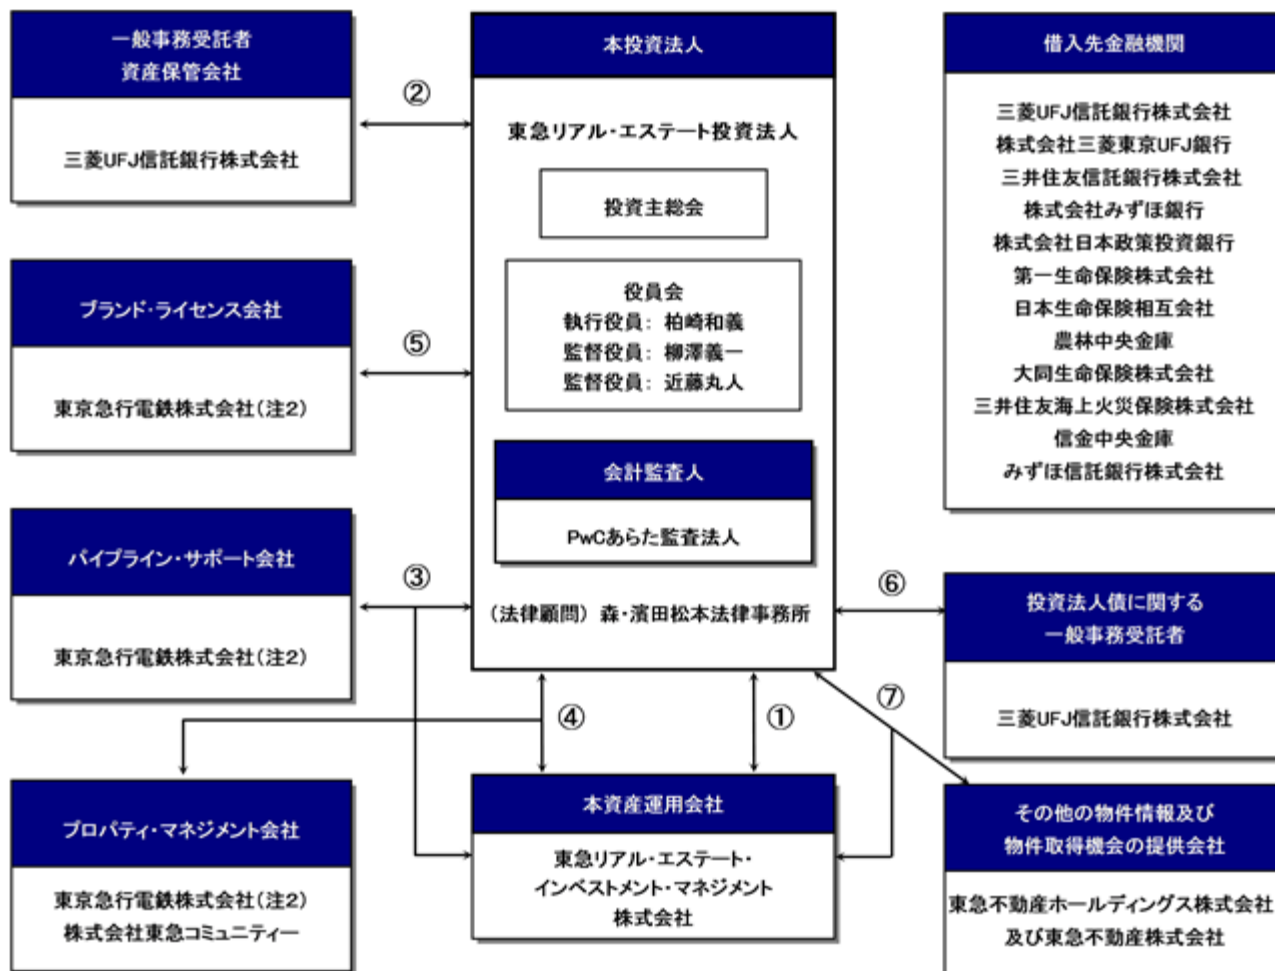 一般事務受託者
資産保管会社
三菱UFJ信託銀行株式会社
②
ブランド・ライセンス会社
東京急行電鉄株式会社(注2)
⑤
パイプライン・サポート会社
東京急行電鉄株式会社(注2)
③
プロパティ・マネジメント会社
東京急行電鉄株式会社(注2)
株式会社東急コミュニティー
④
本投資法人
東急リアル・エステート投資法人
投資主総会
役員会
執行役員: 柏崎和義
監督役員: 柳澤義一
監督役員: 近藤丸人
会計監査人
PwCあらた監査法人
(法律顧問) 森・濱田松本法律事務所
①
本資産運用会社
東急リアル・エステート・
インベストメント・マネジメント
株式会社
借入先金融機関
三菱UFJ信託銀行株式会社
株式会社三菱東京UFJ銀行
三井住友信託銀行株式会社
株式会社みずほ銀行
株式会社日本政策投資銀行
第一生命保険株式会社
日本生命保険相互会社
農林中央金庫
大同生命保険株式会社
三井住友海上火災保険株式会社
信金中央金庫
みずほ信託銀行株式会社
⑥
投資法人債に関する
一般事務受託者
三菱UFJ信託銀行株式会社
⑦
その他の物件情報及び
物件取得機会の提供会社
東急不動産ホールディングス株式会社
及び東急不動産株式会社